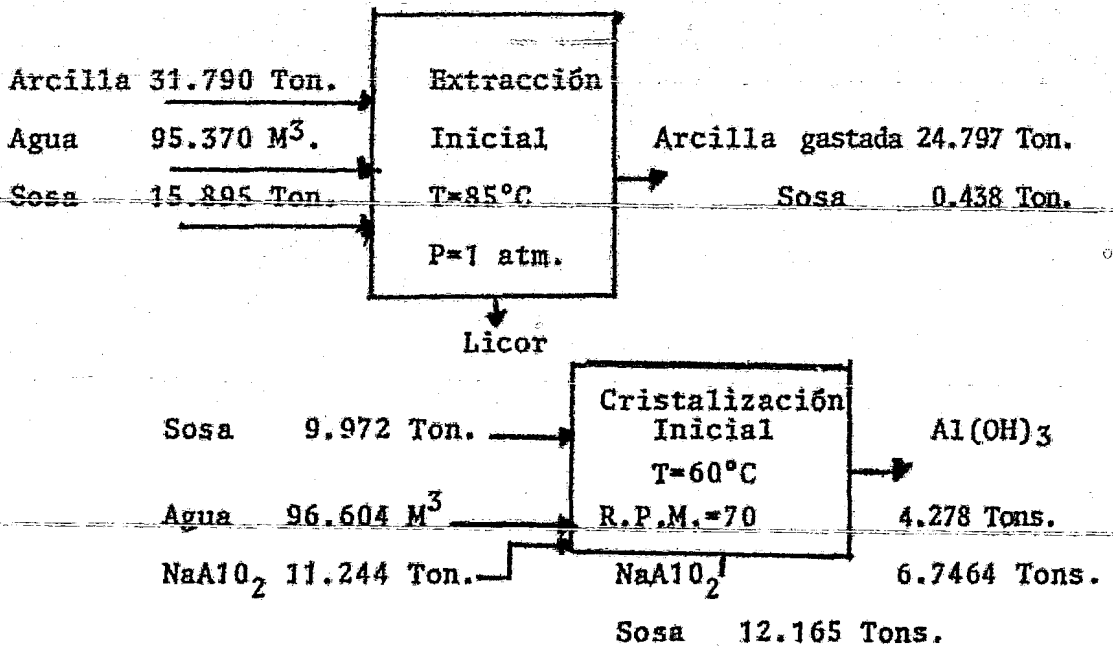 Arcilla 31.790 Ton. Extracción
Agua 95.370 M3. Inicial Arcilla gastada 24.797 Ton.
Sosa 15.895 Ton. T=85°C Sosa 0.438 Ton.
P=1 atm.
Licor
Cristalización
Sosa 9.972 Ton. Inicial Al(OH)3
T=60°C
Agua 96.604 M3 R.P.M.=70 4.278 Tons.
NaA1O2 11.244 Ton. NaA1O2 6.7464 Tons.
Sosa 12.165 Tons.